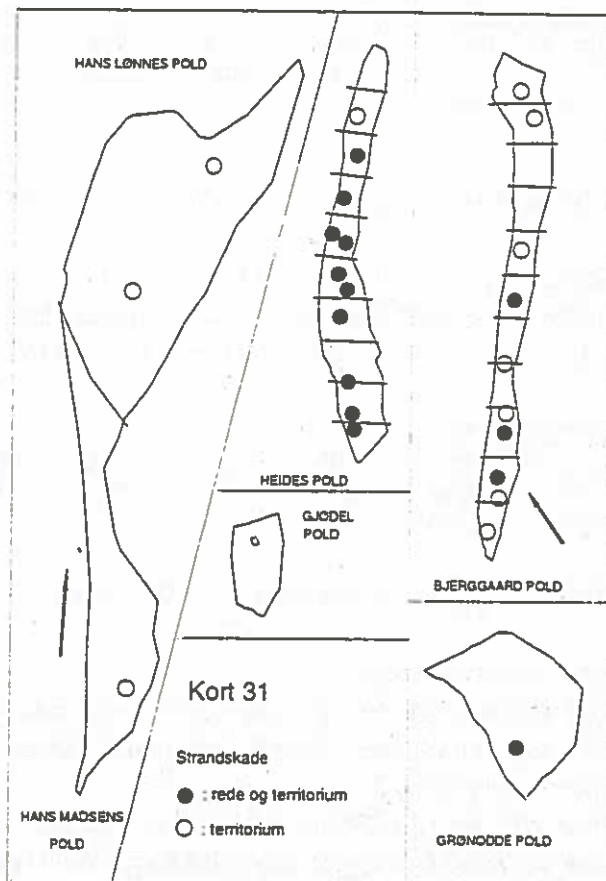 HANS LØNNES POLD
HEIDES POLD
GJØDEL
POLD
BJERGGAARD POLD
Kort 31
Strandskade
: rede og territorium
: territorium
HANS MADSENS
POLD
GRØNODDE POLD